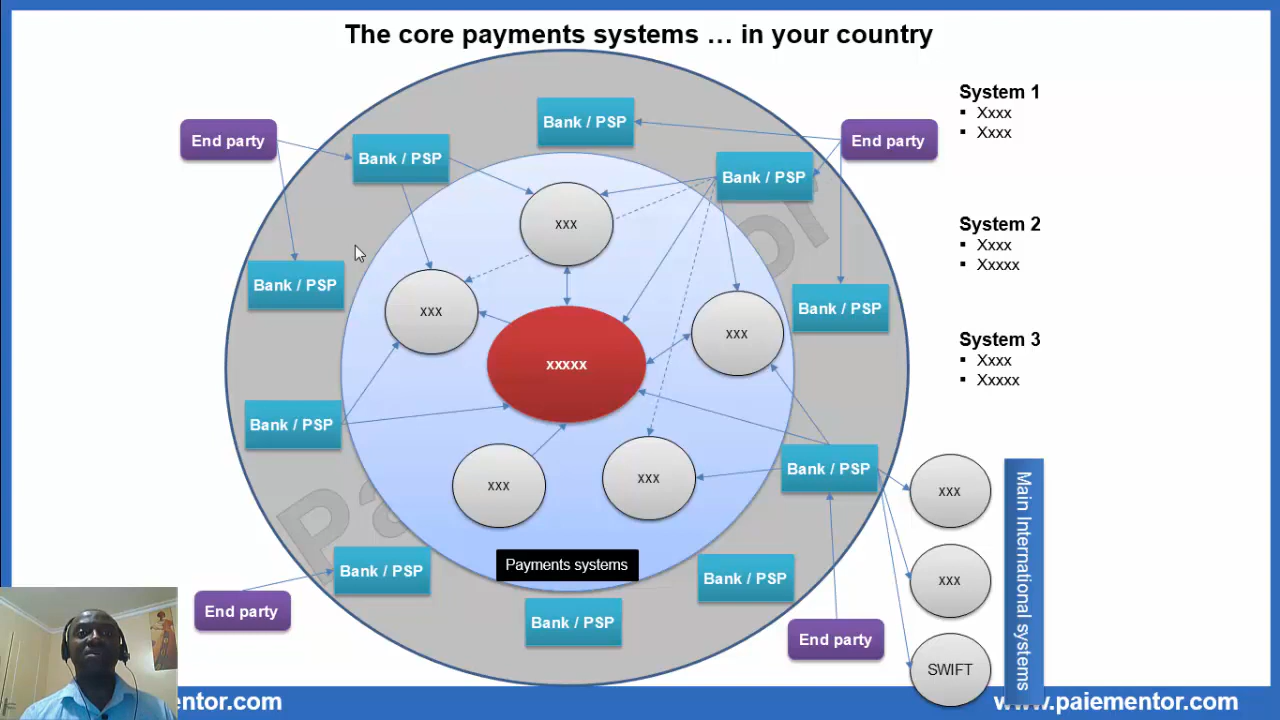 The core payments systems … in your country
System 1
▪ Xxxx
▪ Xxxx
Bank / PSP
End party
End party
Bank / PSP
Bank / PSP
xxx
System 2
▪ Xxxx
▪ Xxxxx
Bank / PSP
xxx
Bank / PSP
xxx
System 3
▪ Xxxx
▪ Xxxxx
xxxxx
Bank / PSP
Bank / PSP
xxx
xxx
xxx
Main International systems
Payments systems
Bank / PSP
Bank / PSP
xxx
End party
Bank / PSP
End party
SWIFT
ntor.com
www.paiementor.com